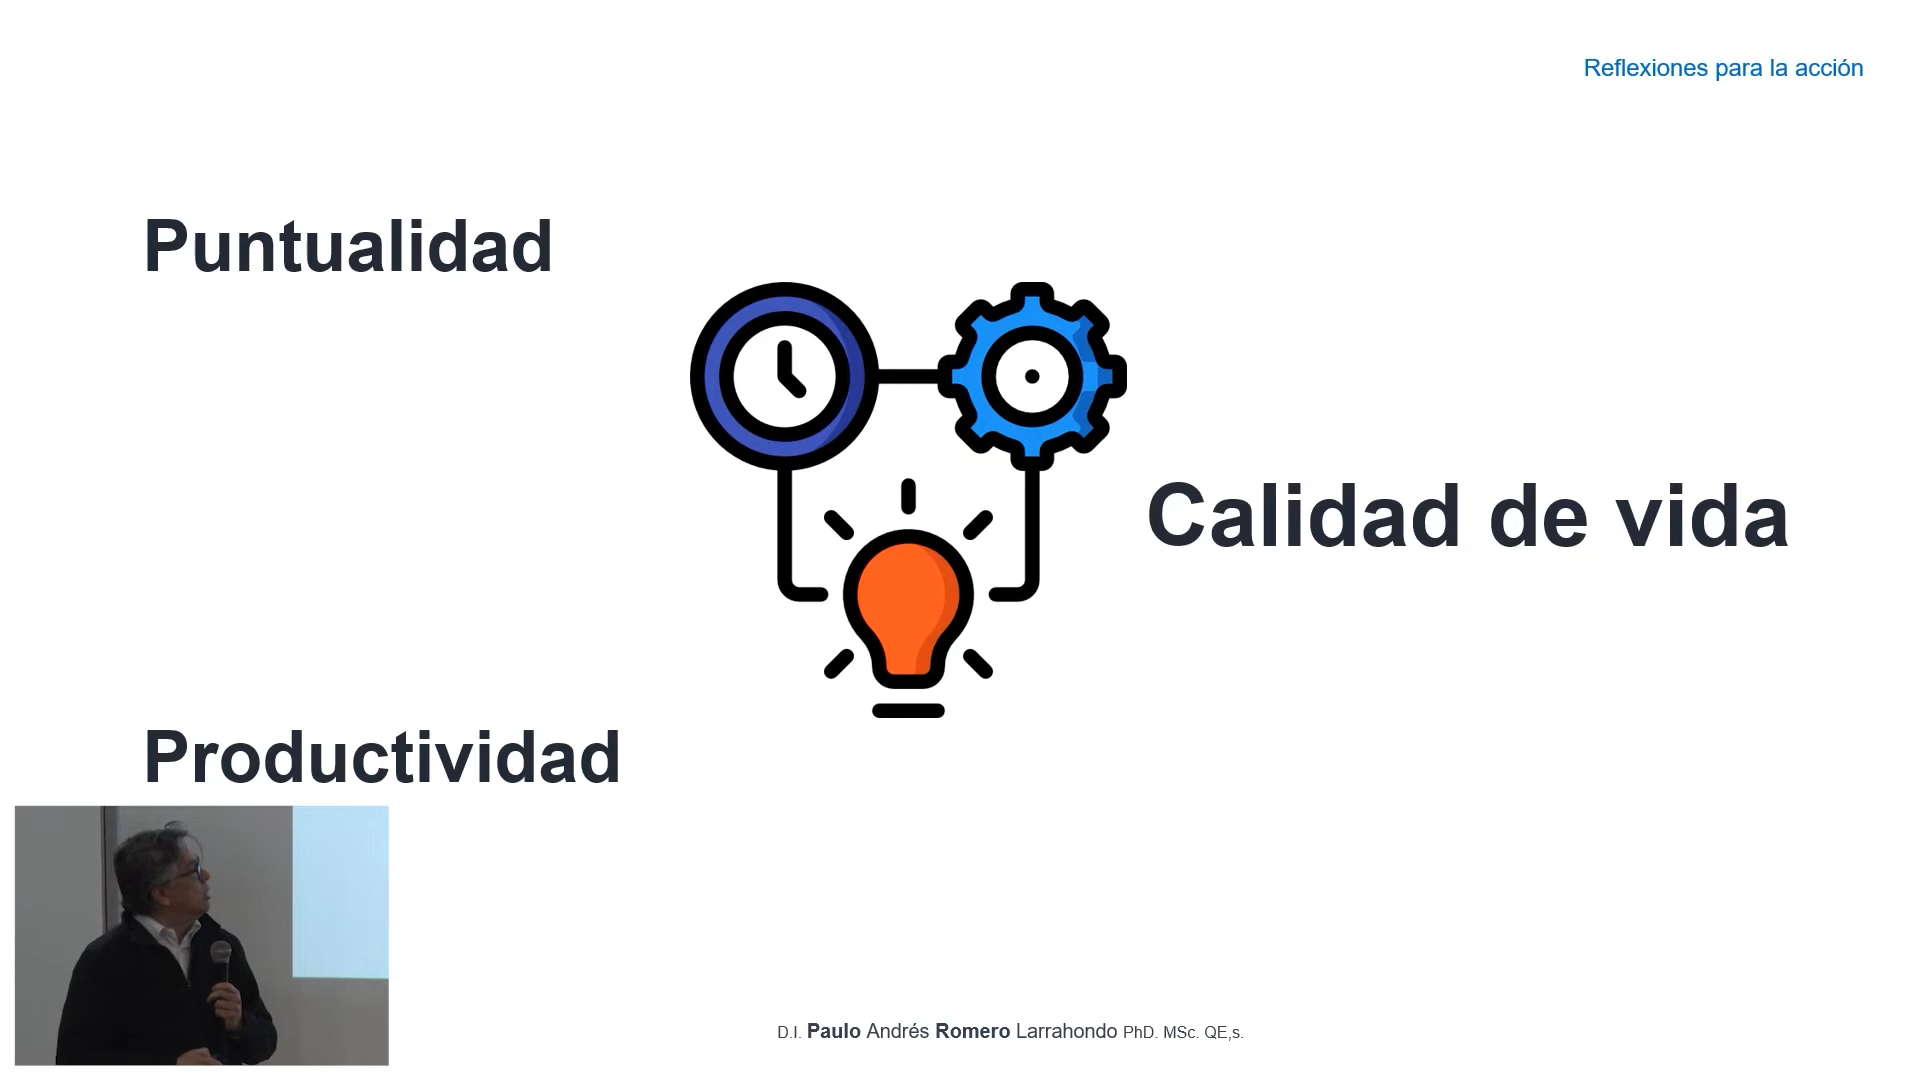 Reflexiones para la acción
Puntualidad
Calidad de vida
Productividad
D.I. Paulo Andrés Romero Larrahondo PhD. MSc. QE,s.